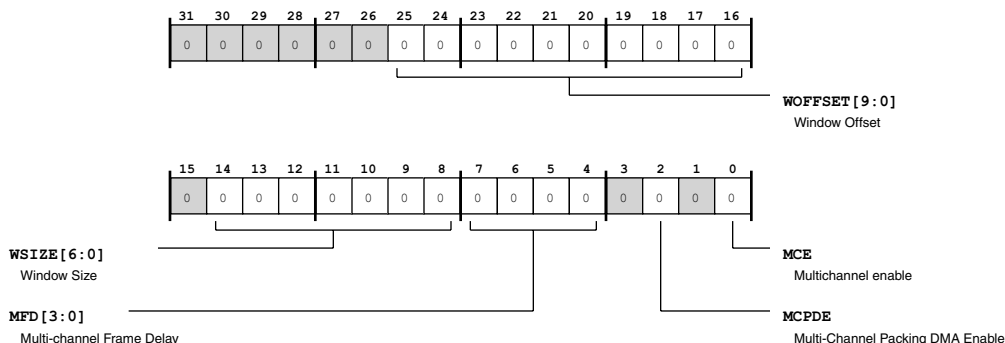 31 30 29 28 27 26 25 24 23 22 21 20 19 18 17 16
0 0 0 0 0 0 0 0 0 0 0 0 0 0 0 0
WOFFSET[9:0]
Window Offset
15 14 13 12 11 10 9 8 7 6 5 4 3 2 1 0
0 0 0 0 0 0 0 0 0 0 0 0 0 0 0 0
WSIZE[6:0]
Window Size
MCE
Multichannel enable
MFD[3:0]
Multi-channel Frame Delay
MCPDE
Multi-Channel Packing DMA Enable